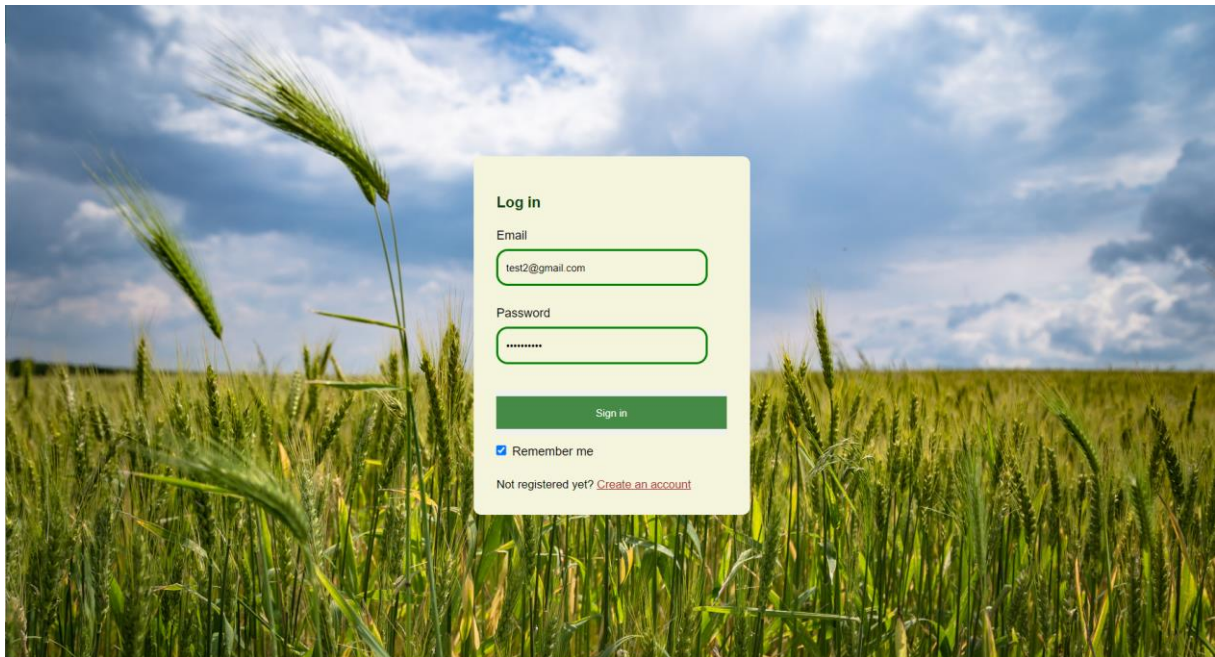 Log in
Email
test2@gmail.com
Password
••••••••••
Sign in
Remember me
Not registered yet? Create an account